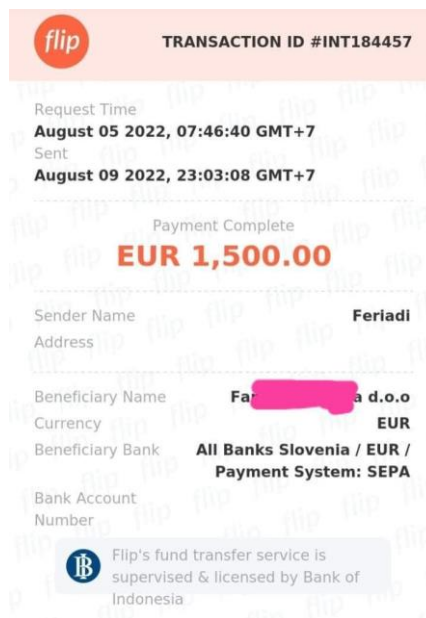 flip
TRANSACTION ID #INT184457
Request Time
August 05 2022, 07:46:40 GMT+7
Sent
August 09 2022, 23:03:08 GMT+7
Payment Complete
EUR 1,500.00
Sender Name Feriadi
Address
Beneficiary Name a d.o.o
Currency EUR
Beneficiary Bank All Banks Slovenia / EUR /
Payment System: SEPA
Bank Account
Number
Flip's fund transfer service is
supervised & licensed by Bank of
Indonesia